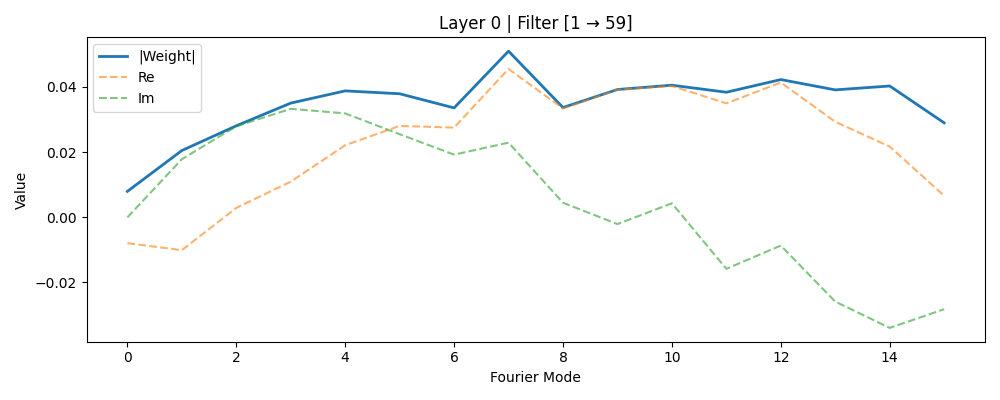 Layer 0 | Filter [1 → 59]
|Weight|
Re
Im
0.04
0.02
0.00
−0.02
Value
0 2 4 6 8 10 12 14
Fourier Mode